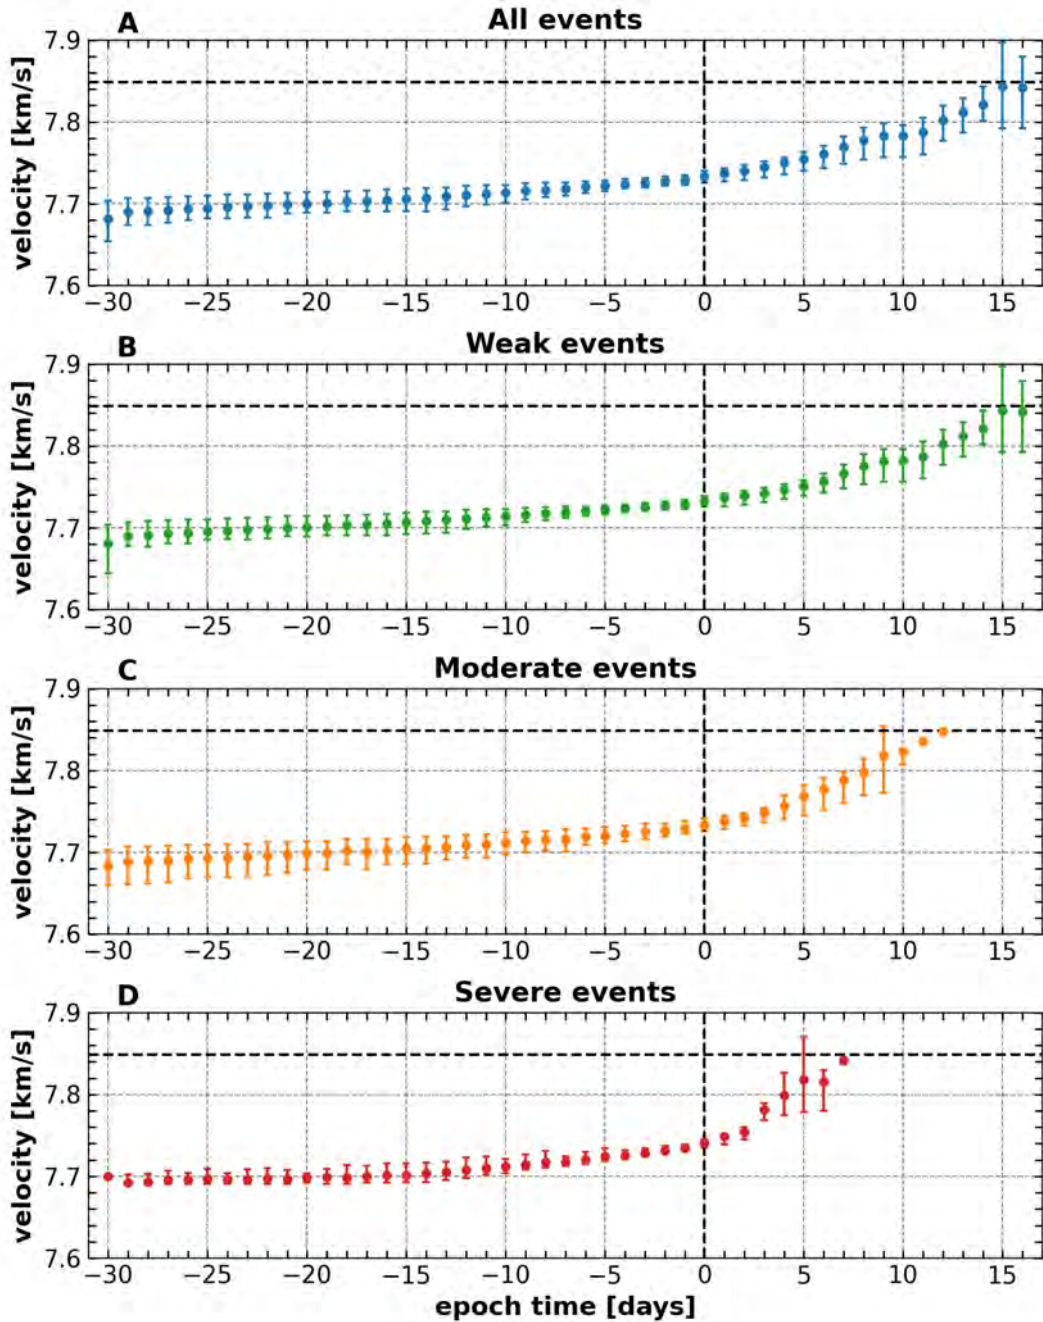 A All events
velocity [km/s]
7.9
7.8
7.7
7.6
−30 −25 −20 −15 −10 −5 0 5 10 15
B Weak events
velocity [km/s]
7.9
7.8
7.7
7.6
−30 −25 −20 −15 −10 −5 0 5 10 15
C Moderate events
velocity [km/s]
7.9
7.8
7.7
7.6
−30 −25 −20 −15 −10 −5 0 5 10 15
D Severe events
velocity [km/s]
7.9
7.8
7.7
7.6
−30 −25 −20 −15 −10 −5 0 5 10 15
epoch time [days]